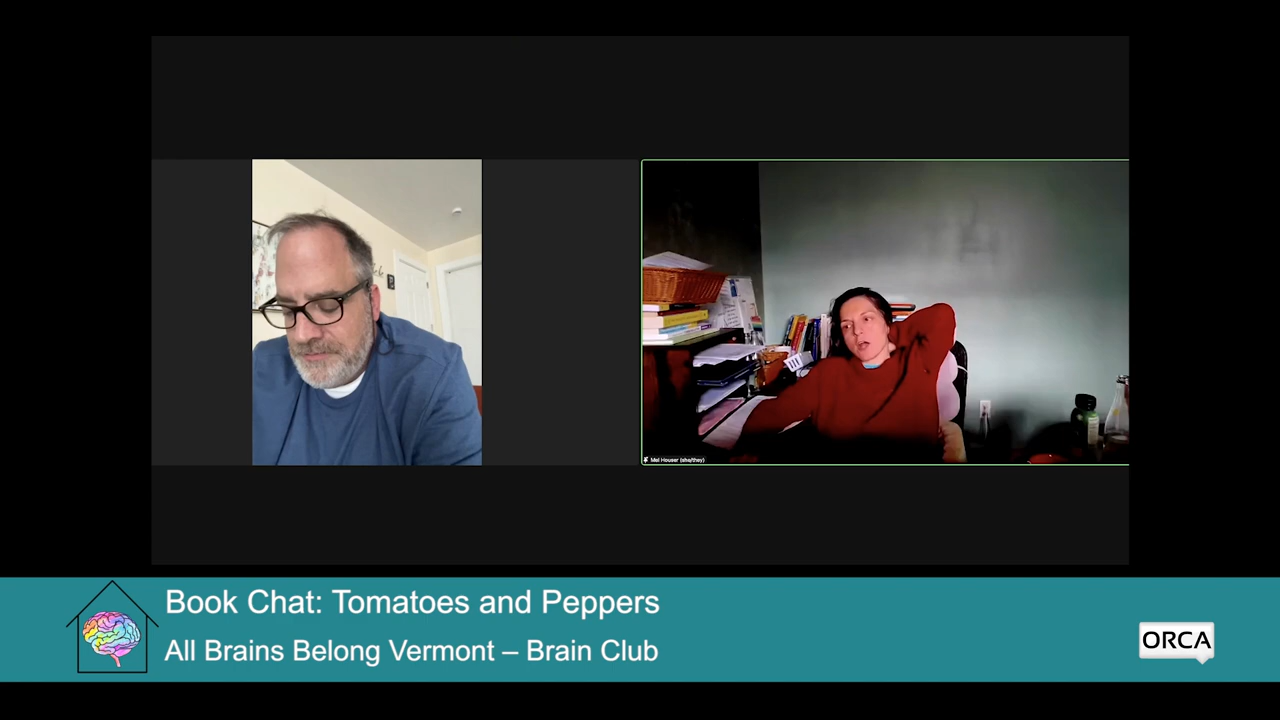 Mel Houser (she/they)
Book Chat: Tomatoes and Peppers
All Brains Belong Vermont – Brain Club
ORCA